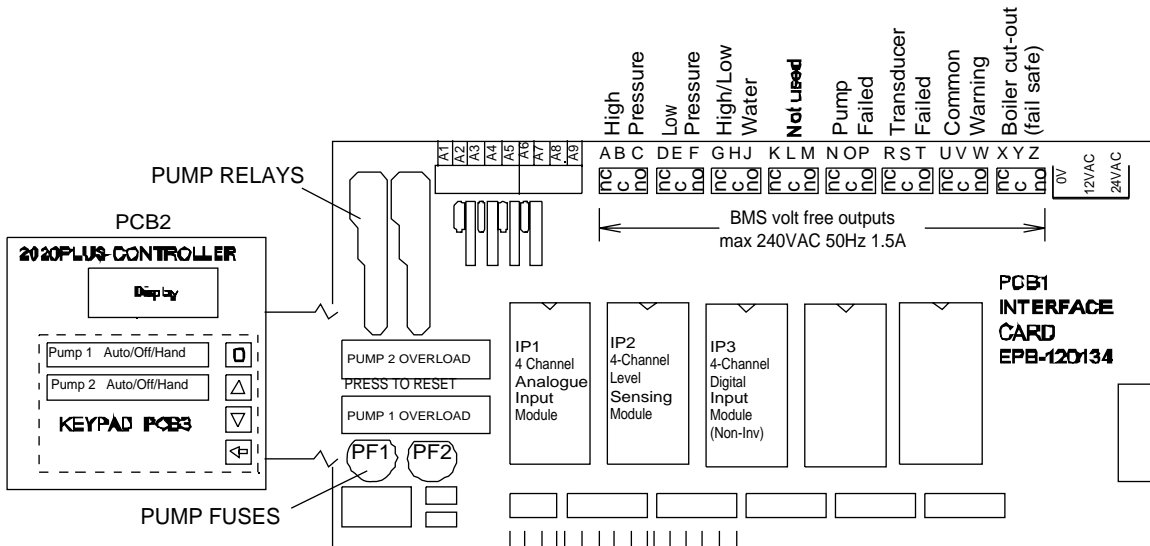 High Pressure
Low Pressure
High/Low Water
Not used
Pump Failed
Transducer Failed
Common Warning
Boiler cut-out (fail safe)
A1 A2 A3 A4 A5 A6 A7 A8 A9
A B C D E F G H J K L M N O P R S T U V W X Y Z
nc c no nc c no nc c no nc c no nc c no nc c no nc c no nc c no
0V 12VAC 24VAC
BMS volt free outputs
max 240VAC 50Hz 1.5A
PUMP RELAYS
PCB2
2020PLUS-CONTROLLER
Display
Pump 1 Auto/Off/Hand
Pump 2 Auto/Off/Hand
KEYPAD PCB3
PUMP 2 OVERLOAD
PRESS TO RESET
PUMP 1 OVERLOAD
PF1 PF2
PUMP FUSES
IP1
4 Channel
Analogue
Input
Module
IP2
4-Channel
Level
Sensing
Module
IP3
4-Channel
Digital
Input
Module
(Non-Inv)
PCB1
INTERFACE
CARD
EPB-120134